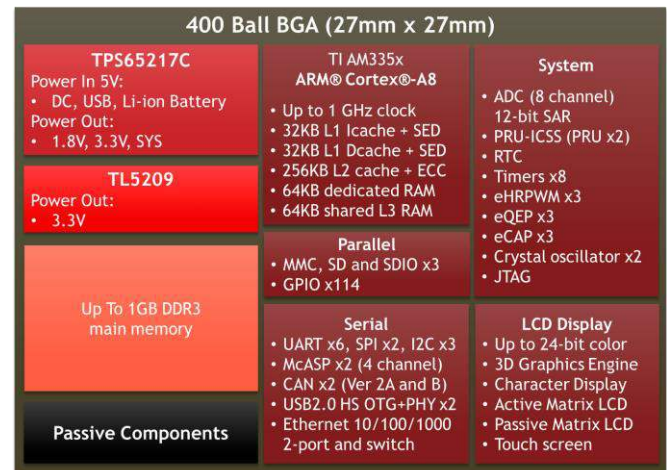 400 Ball BGA (27mm x 27mm)
TPS65217C
Power In 5V:
• DC, USB, Li-ion Battery
Power Out:
• 1.8V, 3.3V, SYS
TL5209
Power Out:
• 3.3V
Up To 1GB DDR3
main memory
Passive Components
TI AM335x
ARM® Cortex®-A8
• Up to 1 GHz clock
• 32KB L1 Icache + SED
• 32KB L1 Dcache + SED
• 256KB L2 cache + ECC
• 64KB dedicated RAM
• 64KB shared L3 RAM
Parallel
• MMC, SD and SDIO x3
• GPIO x114
Serial
• UART x6, SPI x2, I2C x3
• McASP x2 (4 channel)
• CAN x2 (Ver 2A and B)
• USB2.0 HS OTG+PHY x2
• Ethernet 10/100/1000
2-port and switch
System
• ADC (8 channel)
12-bit SAR
• PRU-ICSS (PRU x2)
• RTC
• Timers x8
• eHRPWM x3
• eQEP x3
• eCAP x3
• Crystal oscillator x2
• JTAG
LCD Display
• Up to 24-bit color
• 3D Graphics Engine
• Character Display
• Active Matrix LCD
• Passive Matrix LCD
• Touch screen